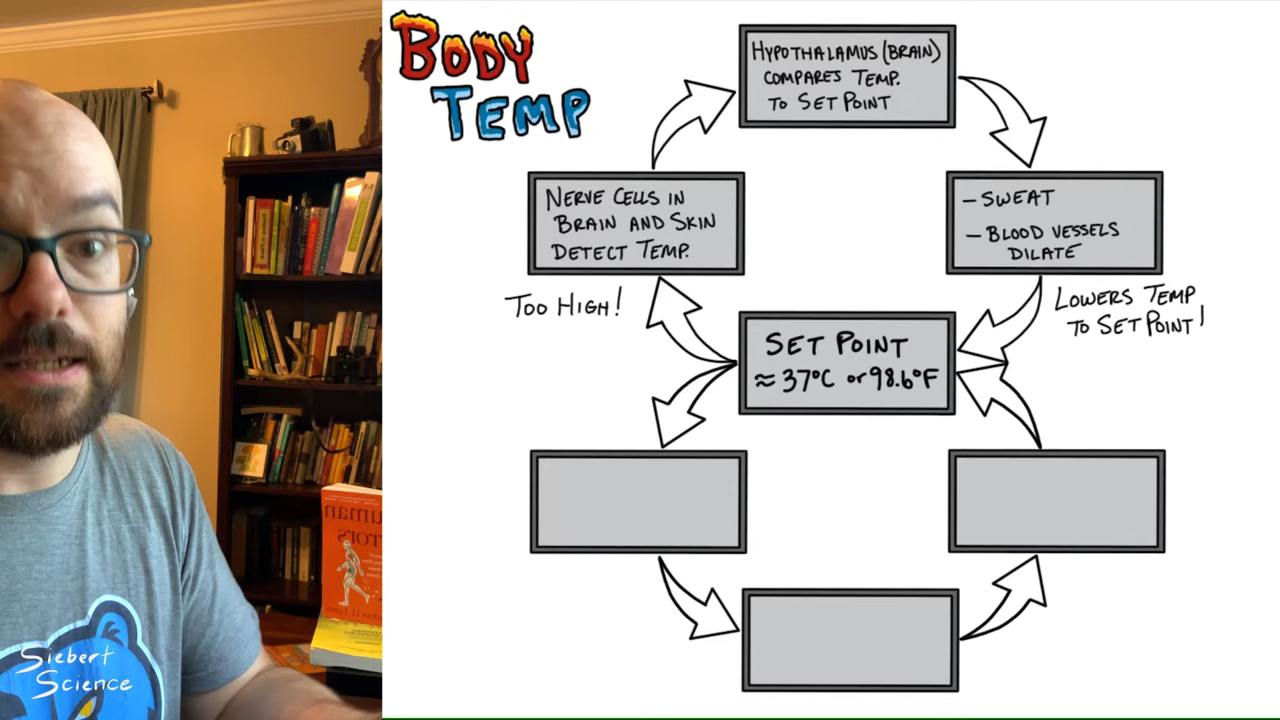 BODY
TEMP
HYPOTHALAMUS (BRAIN)
COMPARES TEMP.
TO SET POINT
NERVE CELLS IN
BRAIN AND SKIN
DETECT TEMP.
- SWEAT
- BLOOD VESSELS
DILATE
TOO HIGH!
LOWERS TEMP
TO SET POINT!
SET POINT
≈ 37°C or 98.6°F
Siebert
Science